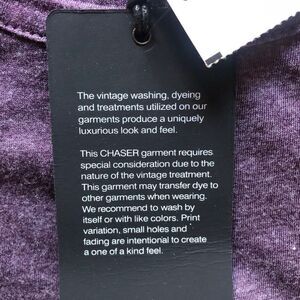 The vintage washing, dyeing
and treatments utilized on our
garments produce a uniquely
luxurious look and feel.
This CHASER garment requires
special consideration due to the
nature of the vintage treatment.
This garment may transfer dye to
other garments when wearing.
We recommend to wash by
itself or with like colors. Print
variation, small holes and
fading are intentional to create
a one of a kind feel.